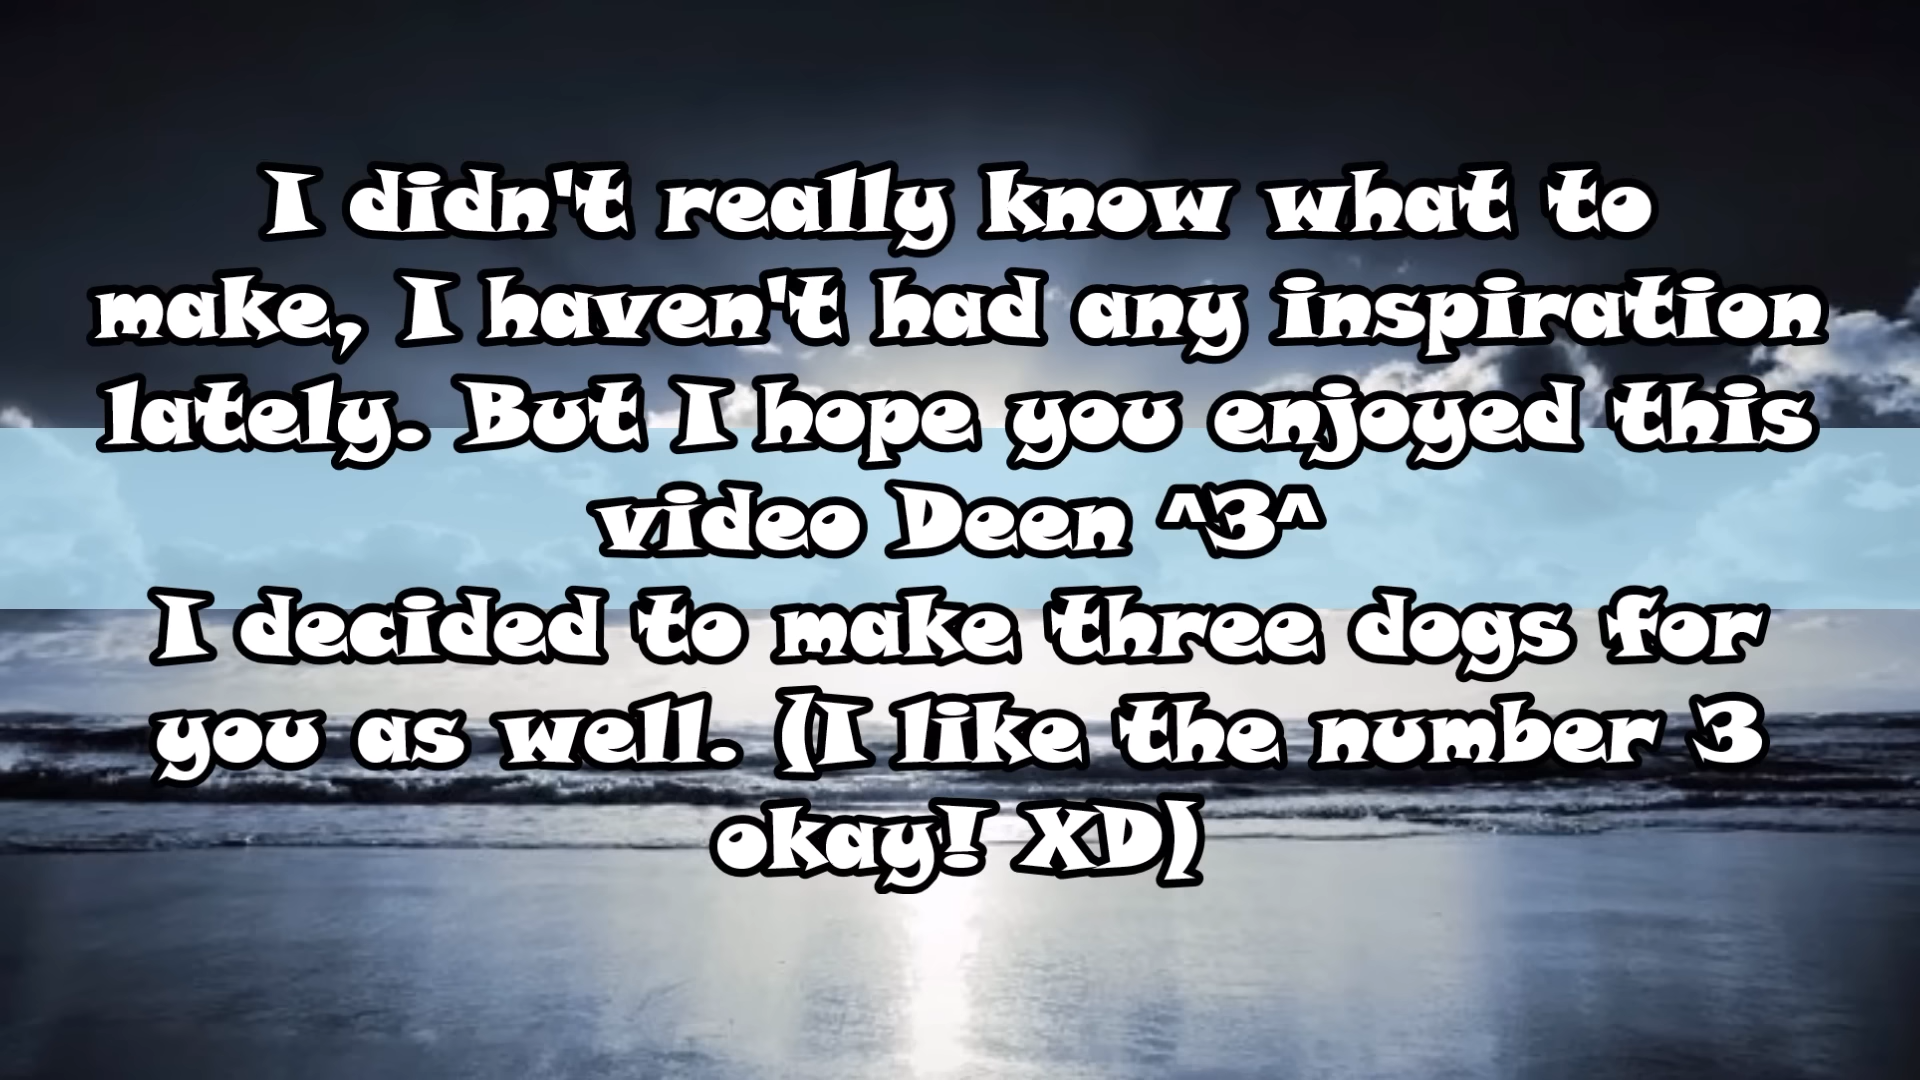 I didn't really know what to
make, I haven't had any inspiration
lately. But I hope you enjoyed this
video Deen ^3^
I decided to make three dogs for
you as well. (I like the number 3
okay! XD)